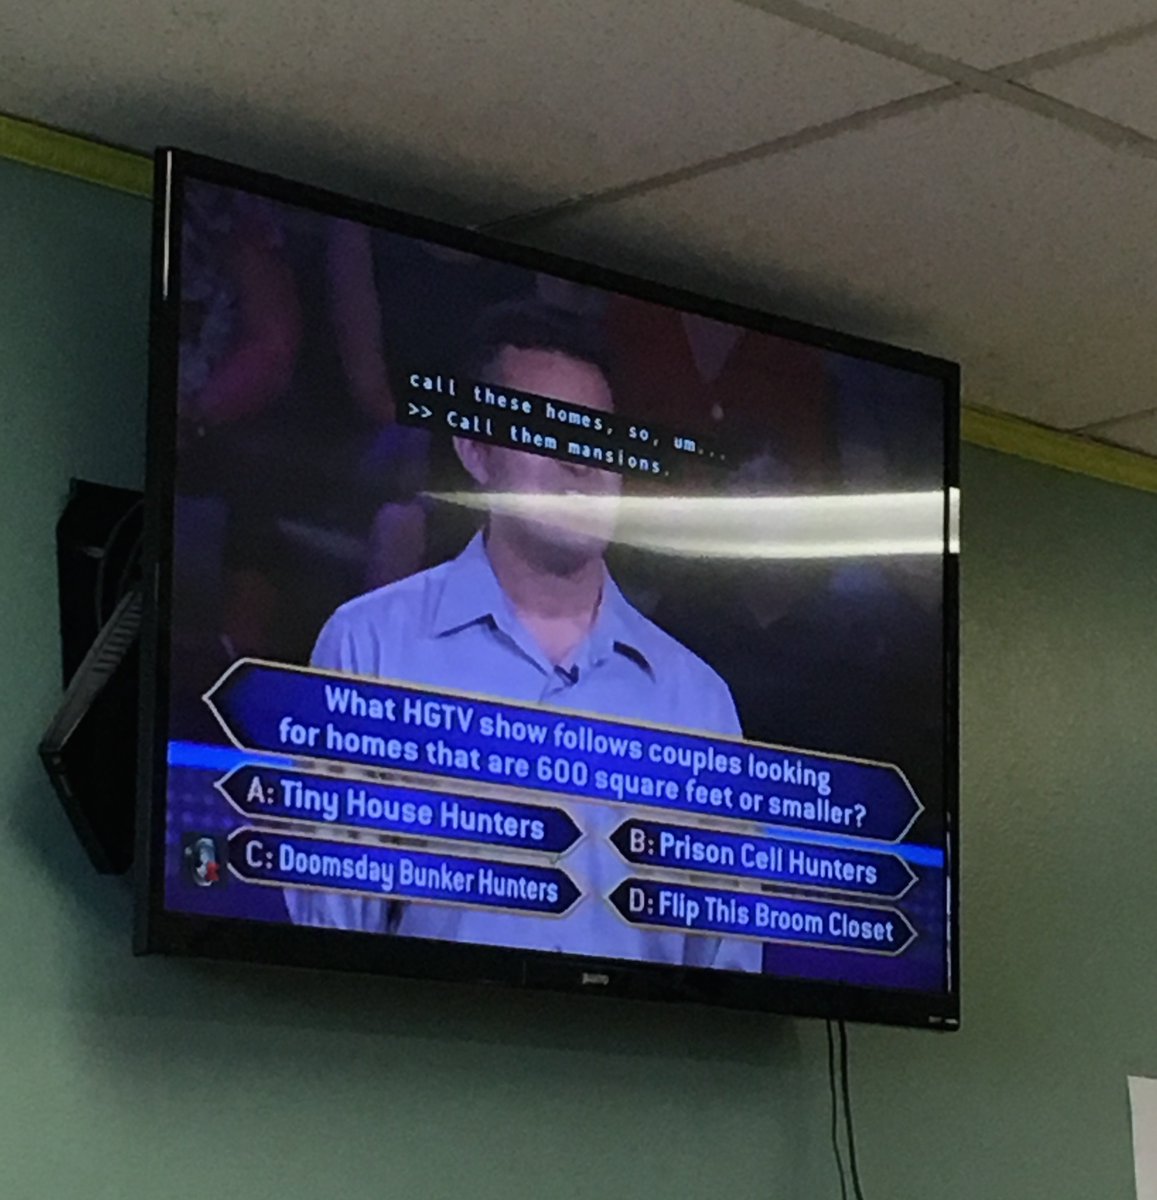 call these homes, so, um...
>> Call them mansions.
What HGTV show follows couples looking
for homes that are 600 square feet or smaller?
A: Tiny House Hunters
B: Prison Cell Hunters
C: Doomsday Bunker Hunters
D: Flip This Broom Closet